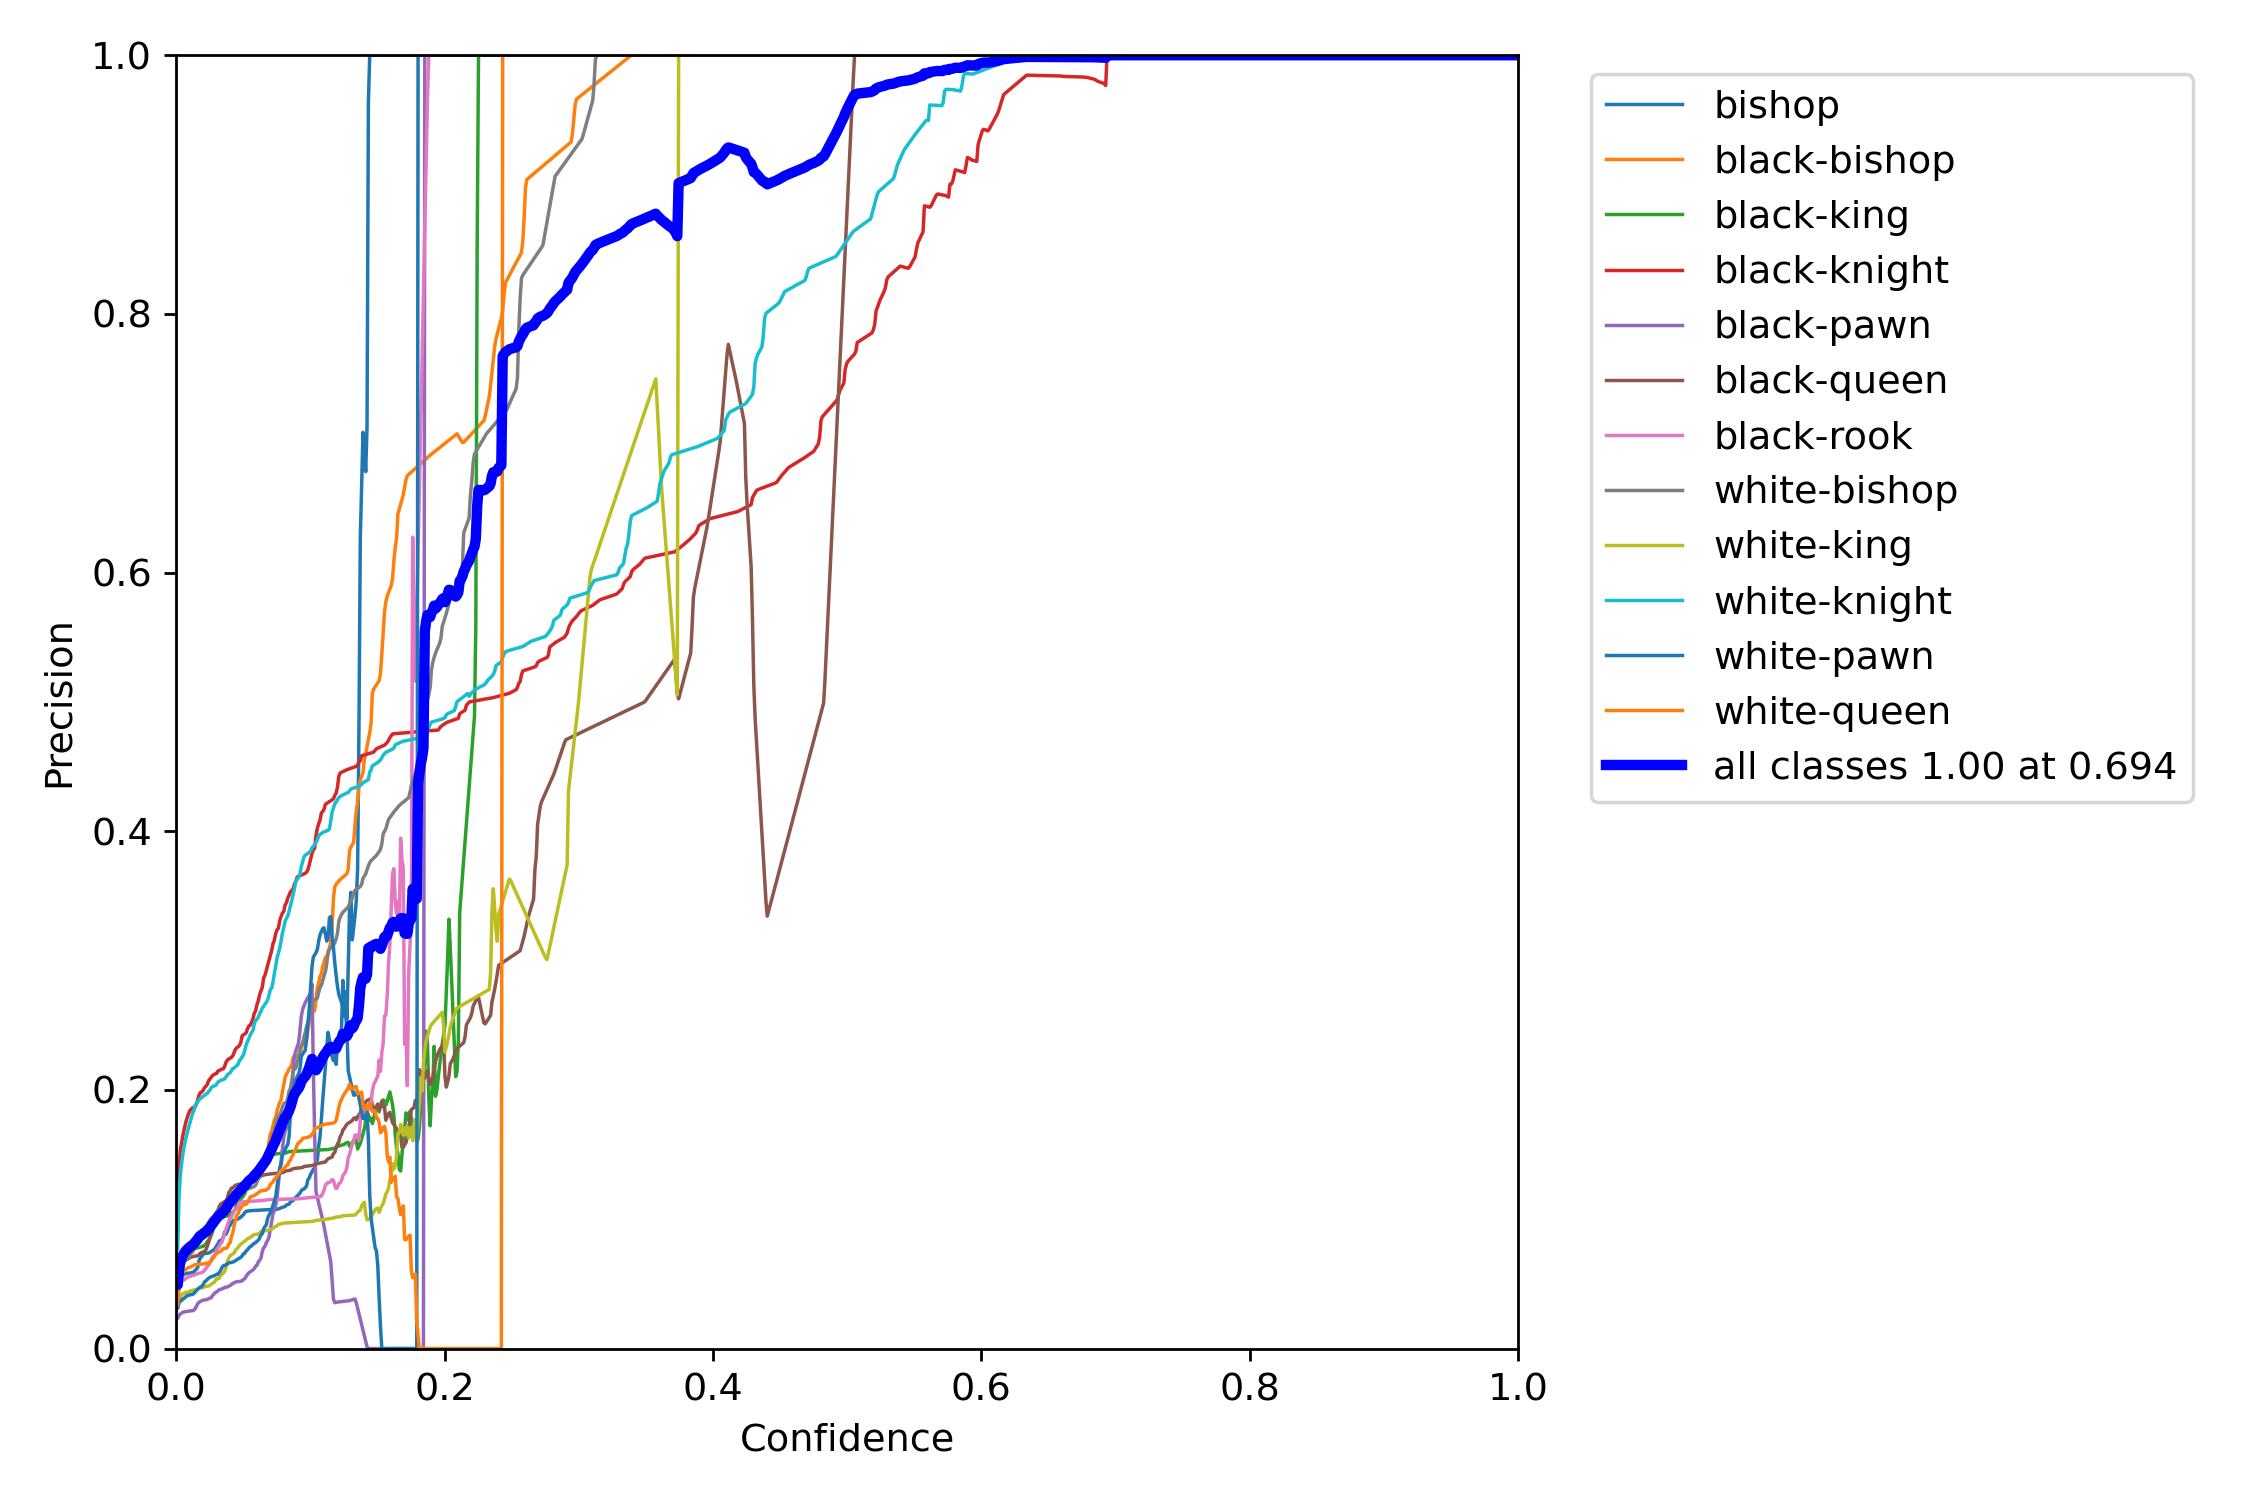 1.0
0.8
0.6
0.4
0.2
0.0
Precision
0.0 0.2 0.4 0.6 0.8 1.0
Confidence
bishop
black-bishop
black-king
black-knight
black-pawn
black-queen
black-rook
white-bishop
white-king
white-knight
white-pawn
white-queen
all classes 1.00 at 0.694